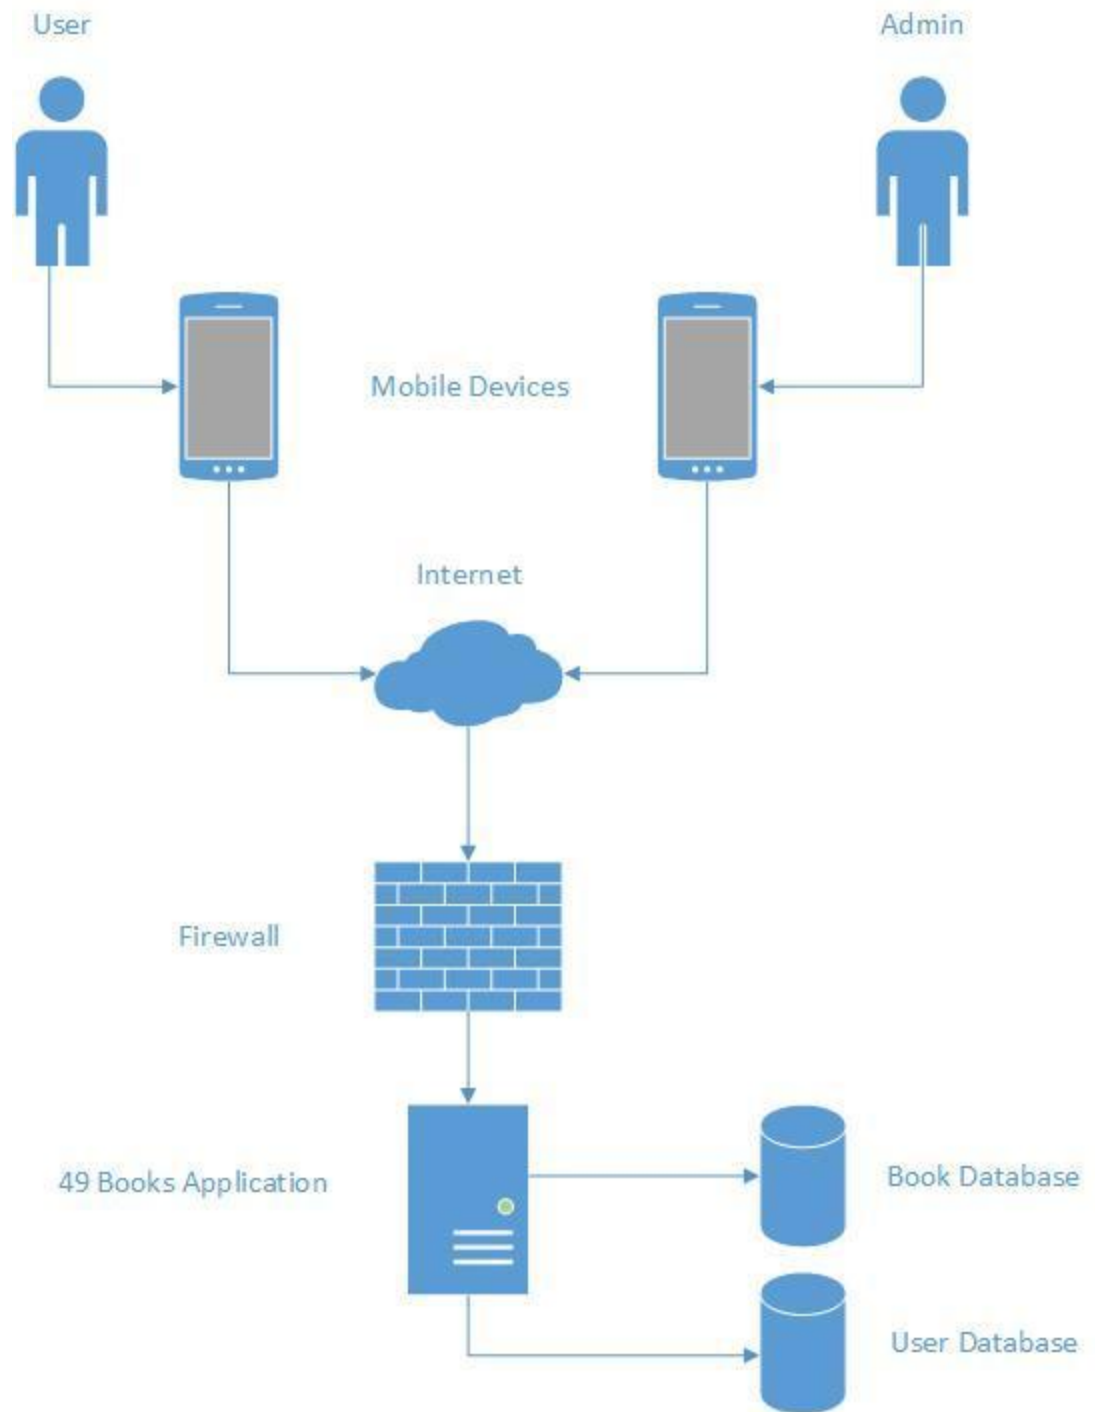 User
Admin
Mobile Devices
Internet
Firewall
49 Books Application
Book Database
User Database